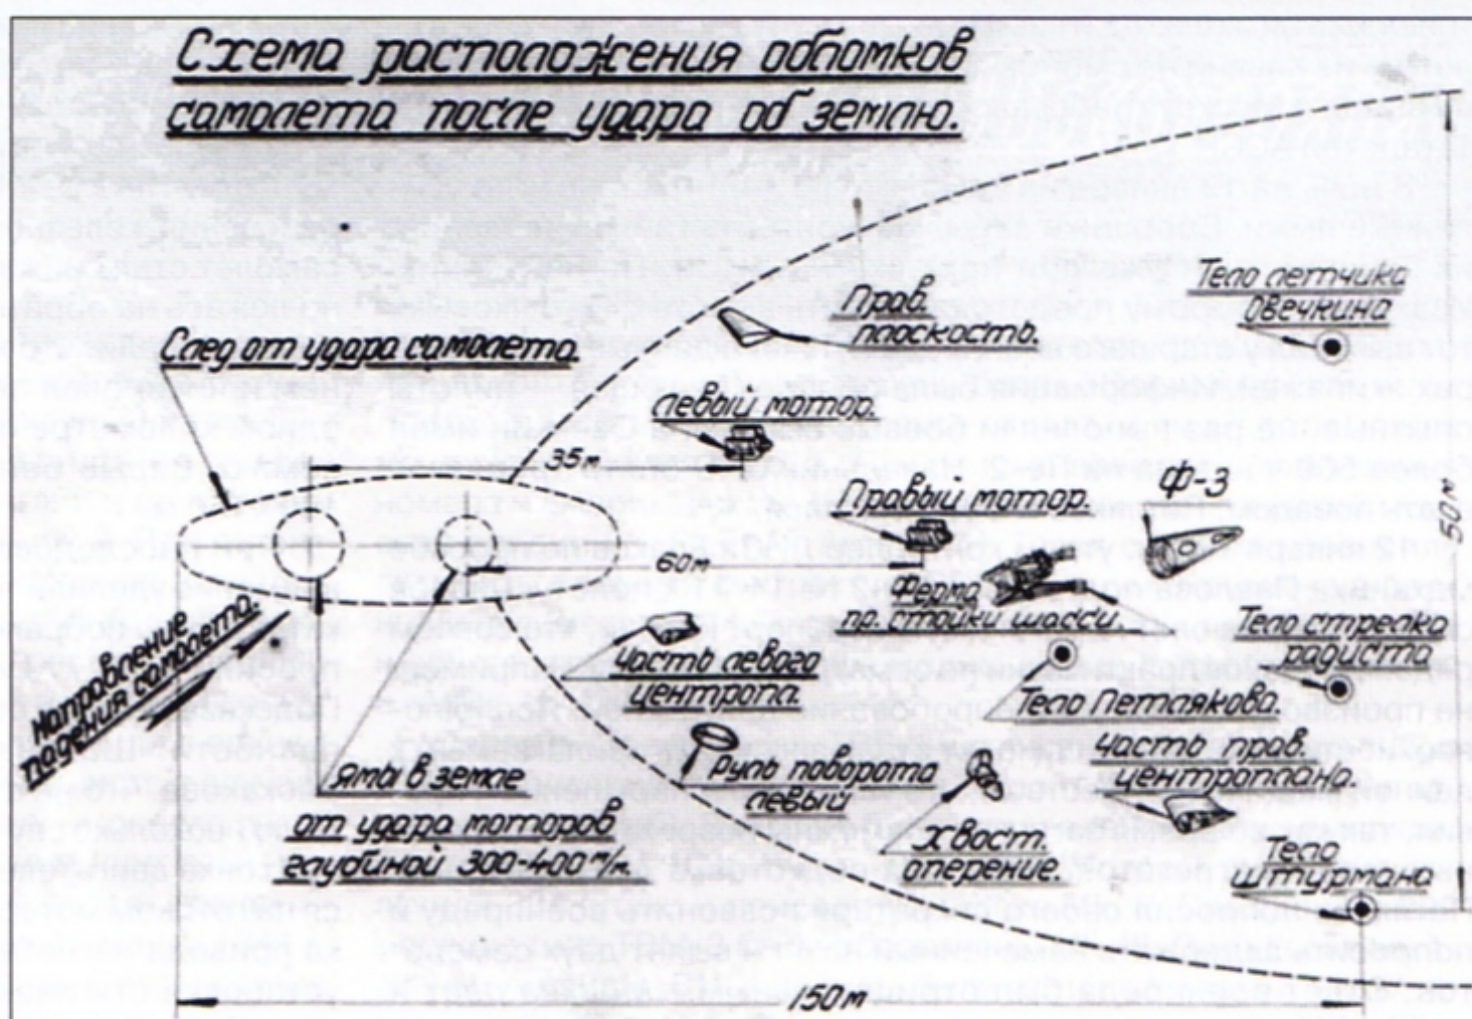 Схема расположения обломков
самолета после удара об землю.
След от удара самолета.
Прав.
плоскость.
Тело летчика
Овечкина
Левый мотор.
35м
Правый мотор.
Ф-3
60м
50м
Ферма
пр. стойки шасси.
Тело стрелка
радиста
Направление
падения самолета.
Часть левого
центропл.
Тело Петлякова.
Часть прав.
центроплана.
Руль поворота
левый
Ямы в земле
от удара моторов
глубиной 300-400 м/м.
Хвост.
оперение.
Тело
штурмана
150м